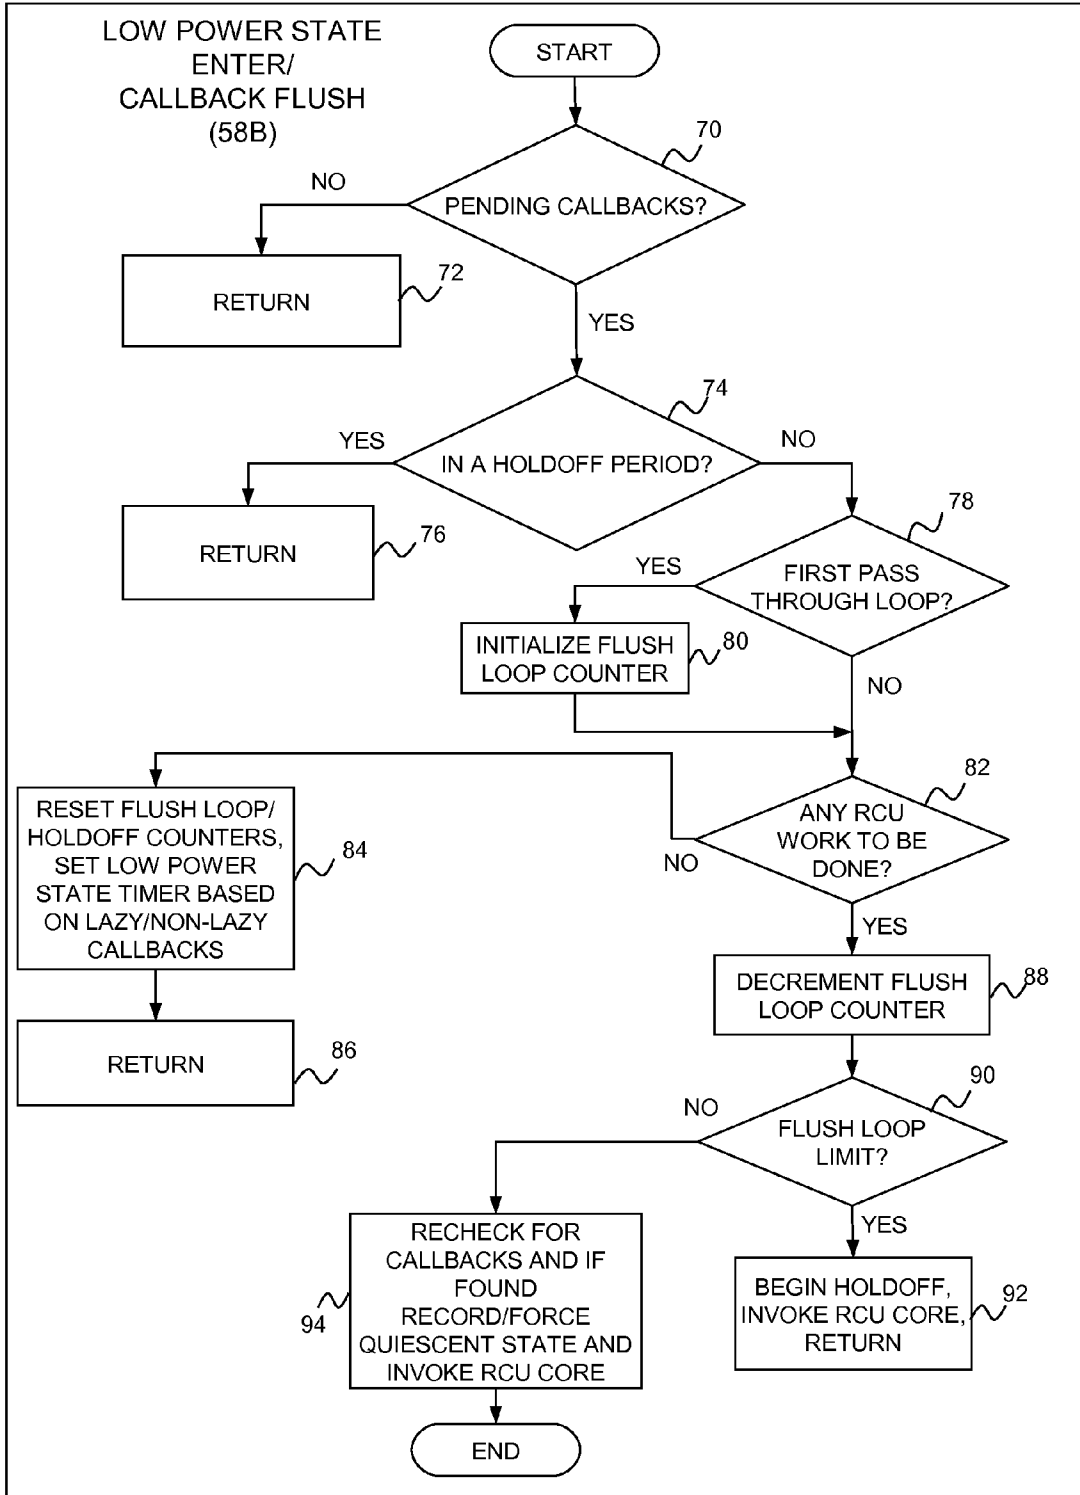 LOW POWER STATE
ENTER/
CALLBACK FLUSH
(58B)
START
70
PENDING CALLBACKS?
NO
72
RETURN
YES
74
IN A HOLDOFF PERIOD?
YES
NO
76
RETURN
78
FIRST PASS
THROUGH LOOP?
YES
80
INITIALIZE FLUSH
LOOP COUNTER
NO
82
ANY RCU
WORK TO BE
DONE?
NO
84
RESET FLUSH LOOP/
HOLDOFF COUNTERS,
SET LOW POWER
STATE TIMER BASED
ON LAZY/NON-LAZY
CALLBACKS
86
RETURN
YES
88
DECREMENT FLUSH
LOOP COUNTER
90
FLUSH LOOP
LIMIT?
NO
YES
94
RECHECK FOR
CALLBACKS AND IF
FOUND
RECORD/FORCE
QUIESCENT STATE AND
INVOKE RCU CORE
92
BEGIN HOLDOFF,
INVOKE RCU CORE,
RETURN
END